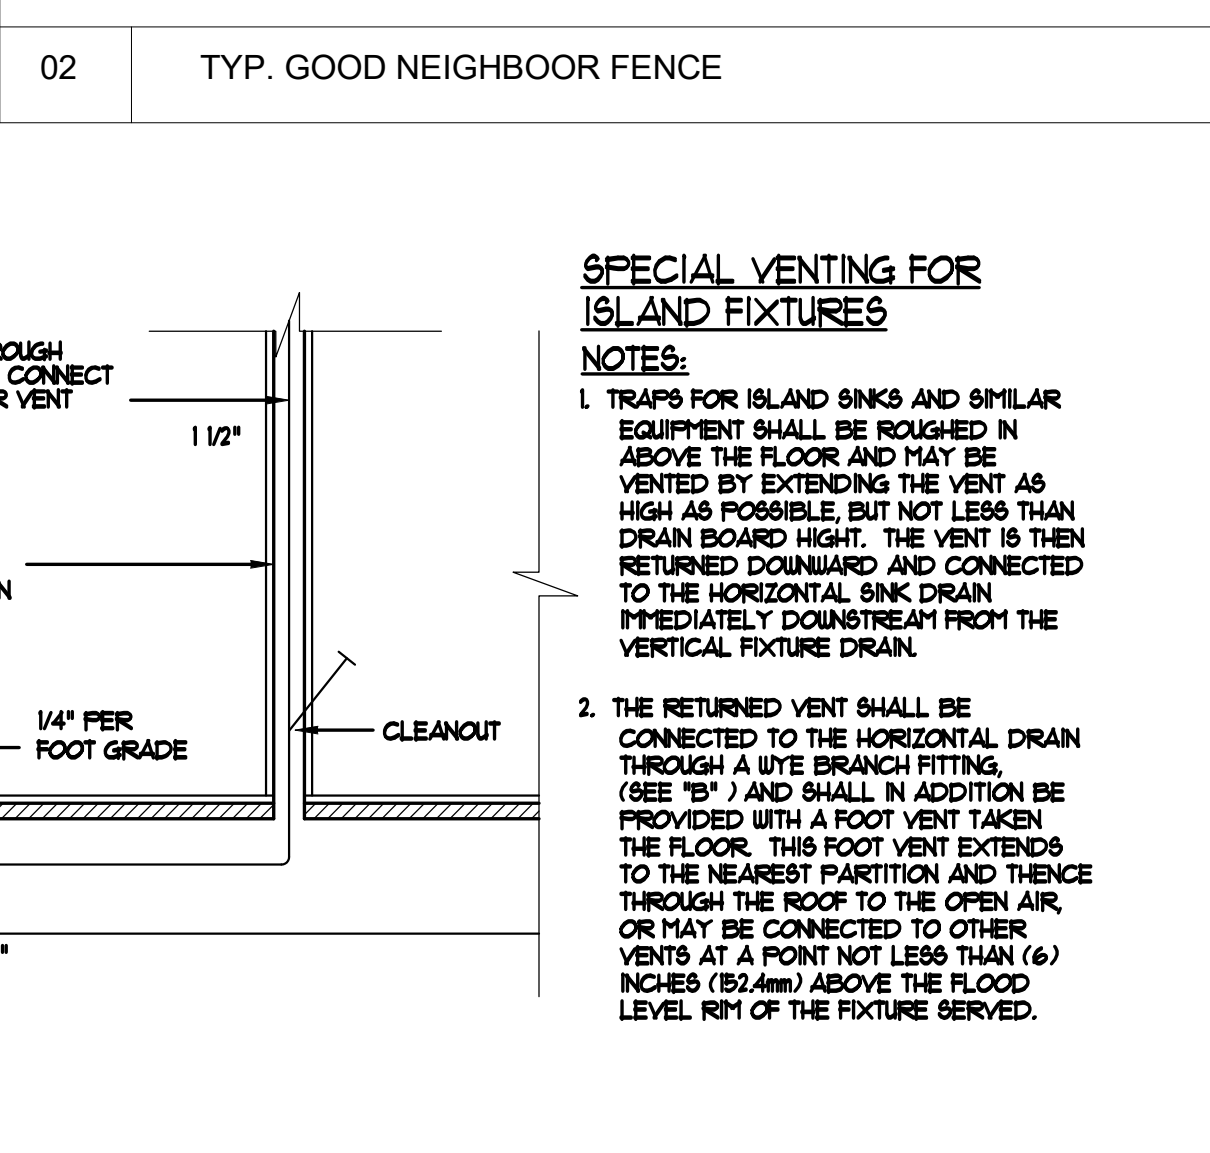 02 TYP. GOOD NEIGHBOOR FENCE
CONNECT
VENT
1 1/2"
1/4" PER
FOOT GRADE
CLEANOUT
"
SPECIAL VENTING FOR
ISLAND FIXTURES
NOTES:
1. TRAPS FOR ISLAND SINKS AND SIMILAR
EQUIPMENT SHALL BE ROUGHED IN
ABOVE THE FLOOR AND MAY BE
VENTED BY EXTENDING THE VENT AS
HIGH AS POSSIBLE, BUT NOT LESS THAN
DRAIN BOARD HIGHT. THE VENT IS THEN
RETURNED DOWNWARD AND CONNECTED
TO THE HORIZONTAL SINK DRAIN
IMMEDIATELY DOWNSTREAM FROM THE
VERTICAL FIXTURE DRAIN.
2. THE RETURNED VENT SHALL BE
CONNECTED TO THE HORIZONTAL DRAIN
THROUGH A WYE BRANCH FITTING,
(SEE "B" ) AND SHALL IN ADDITION BE
PROVIDED WITH A FOOT VENT TAKEN
THE FLOOR. THIS FOOT VENT EXTENDS
TO THE NEAREST PARTITION AND THENCE
THROUGH THE ROOF TO THE OPEN AIR,
OR MAY BE CONNECTED TO OTHER
VENTS AT A POINT NOT LESS THAN (6)
INCHES (152.4mm) ABOVE THE FLOOD
LEVEL RIM OF THE FIXTURE SERVED.